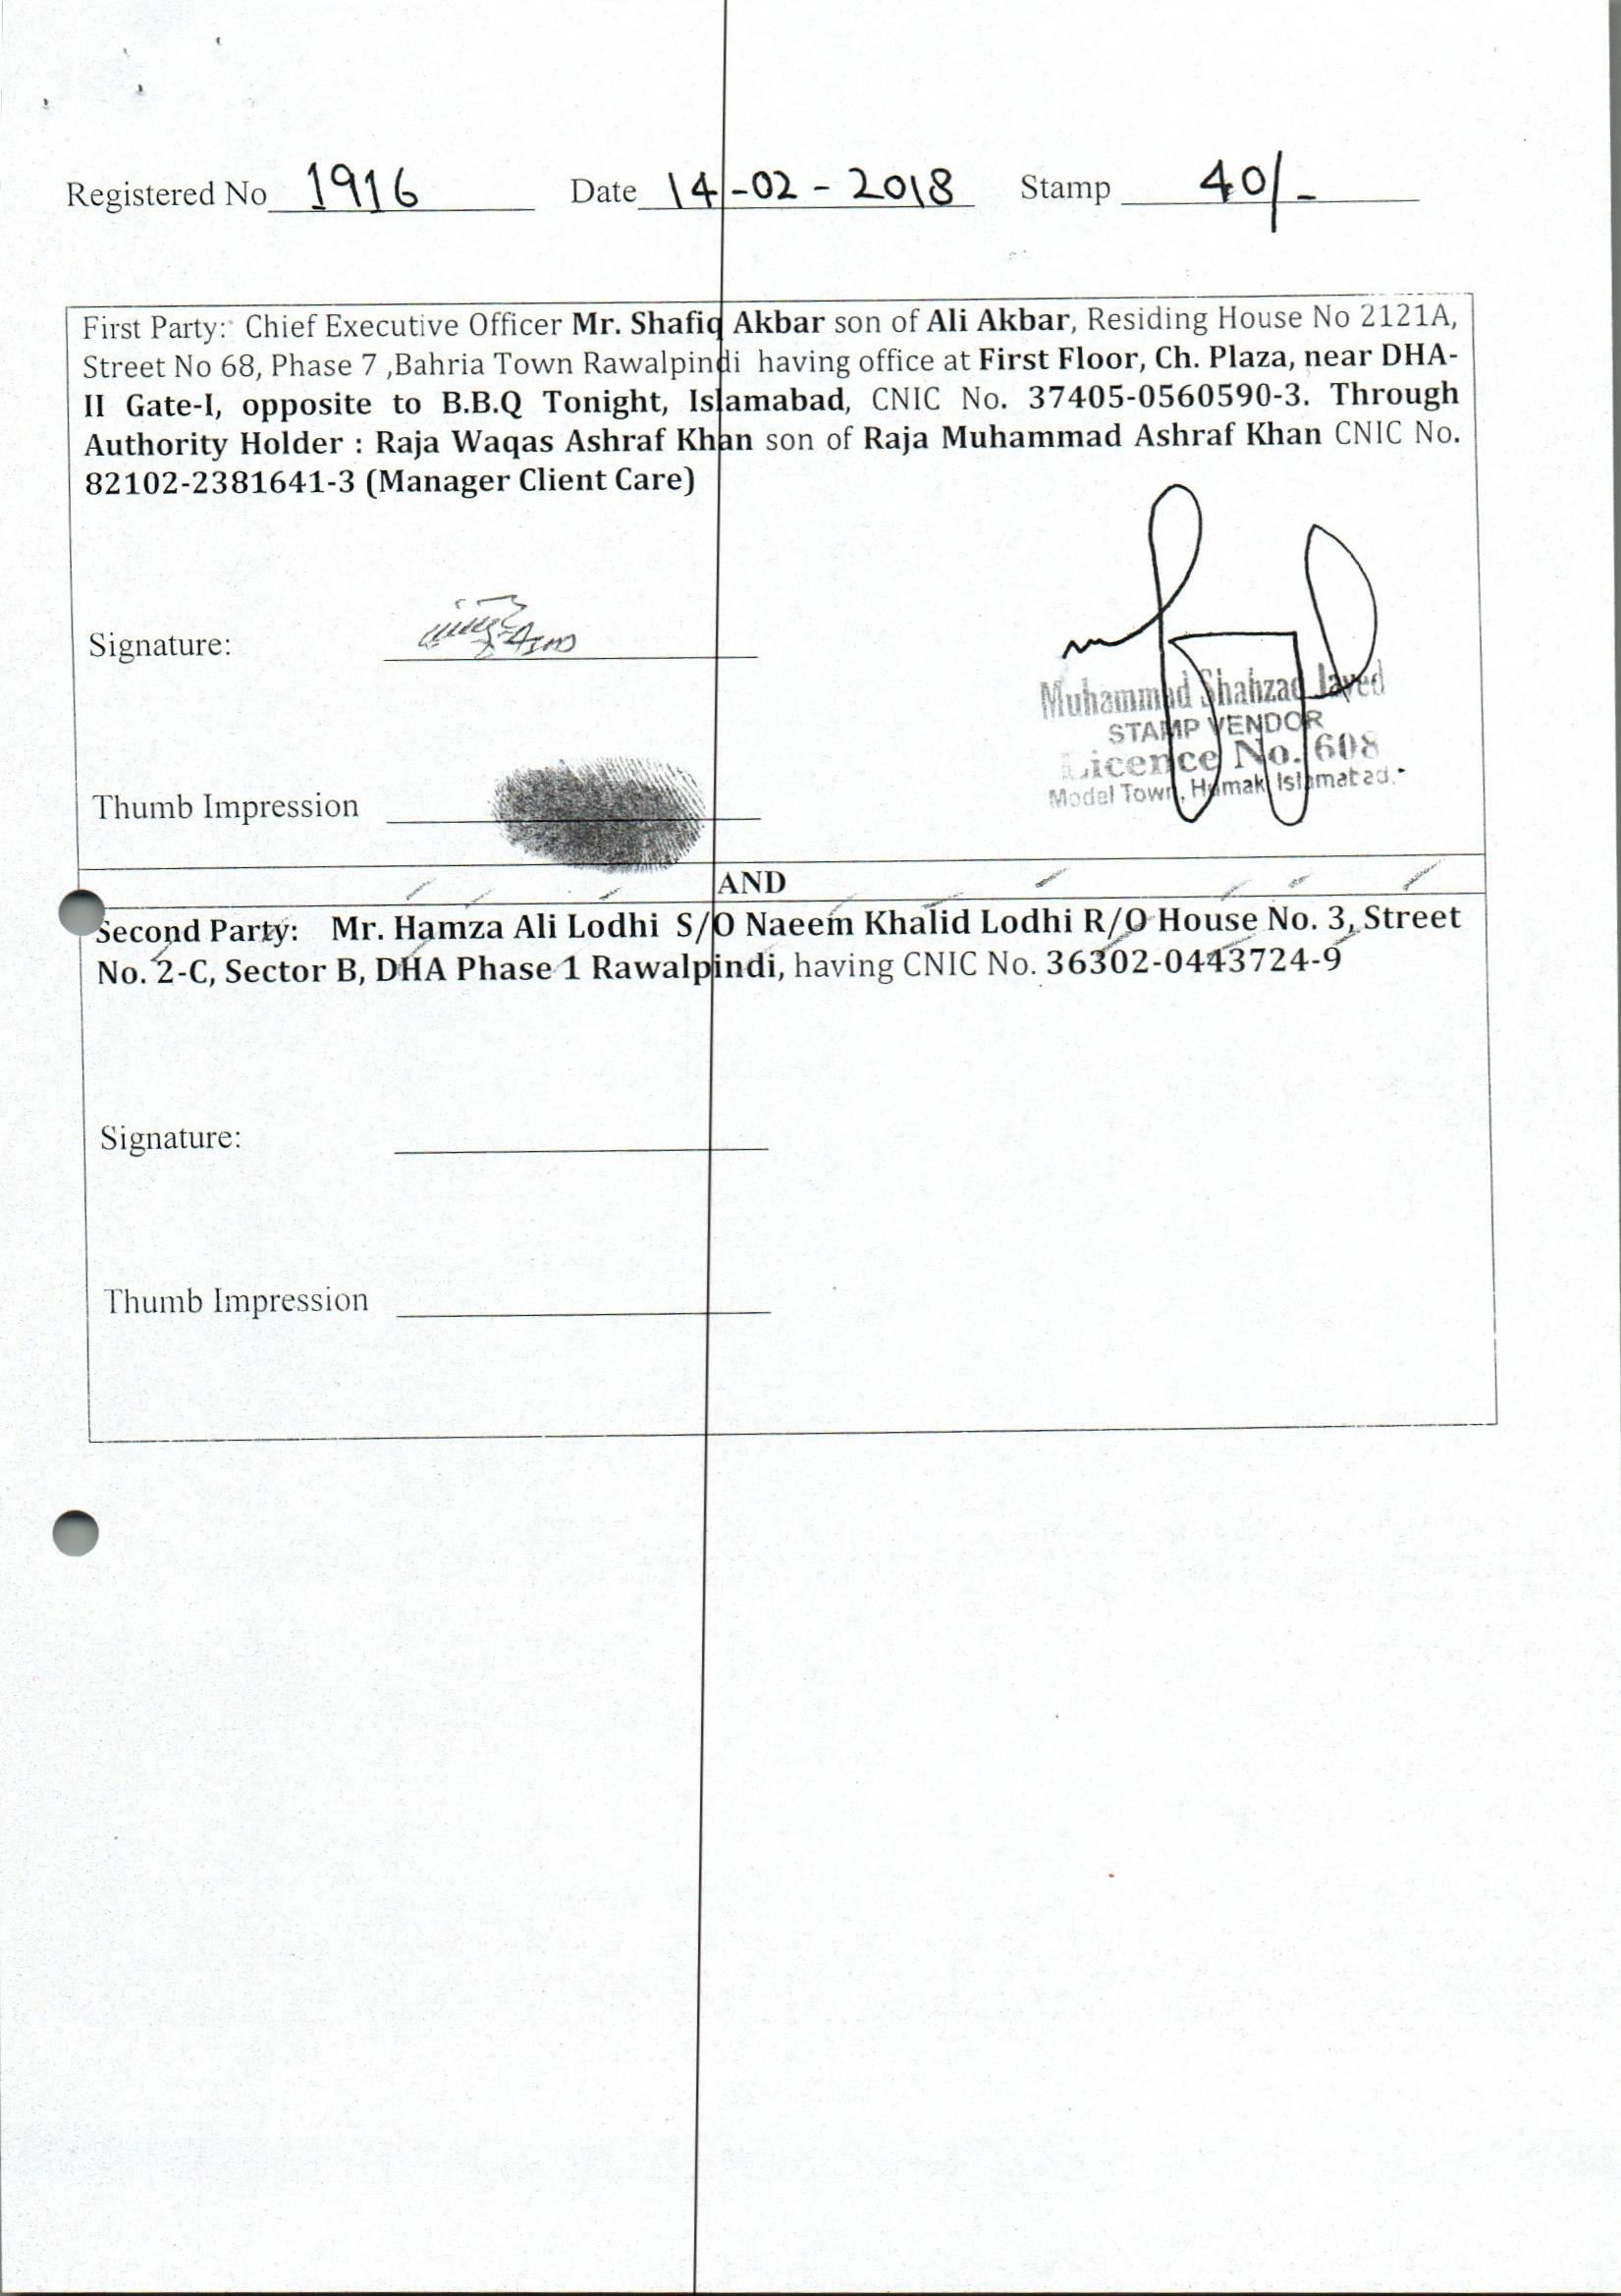 Registered No 1916 Date 14-02-2018 Stamp 40/-
First Party: Chief Executive Officer Mr. Shafiq Akbar son of Ali Akbar, Residing House No 2121A,
Street No 68, Phase 7 ,Bahria Town Rawalpindi having office at First Floor, Ch. Plaza, near DHA-
II Gate-I, opposite to B.B.Q Tonight, Islamabad, CNIC No. 37405-0560590-3. Through
Authority Holder : Raja Waqas Ashraf Khan son of Raja Muhammad Ashraf Khan CNIC No.
82102-2381641-3 (Manager Client Care)
Signature:
Muhammad Shahzad Javed
STAMP VENDOR
Licence No. 608
Model Town, Humak Islamabad.
Thumb Impression
AND
Second Party: Mr. Hamza Ali Lodhi S/O Naeem Khalid Lodhi R/O House No. 3, Street
No. 2-C, Sector B, DHA Phase 1 Rawalpindi, having CNIC No. 36302-0443724-9
Signature:
Thumb Impression